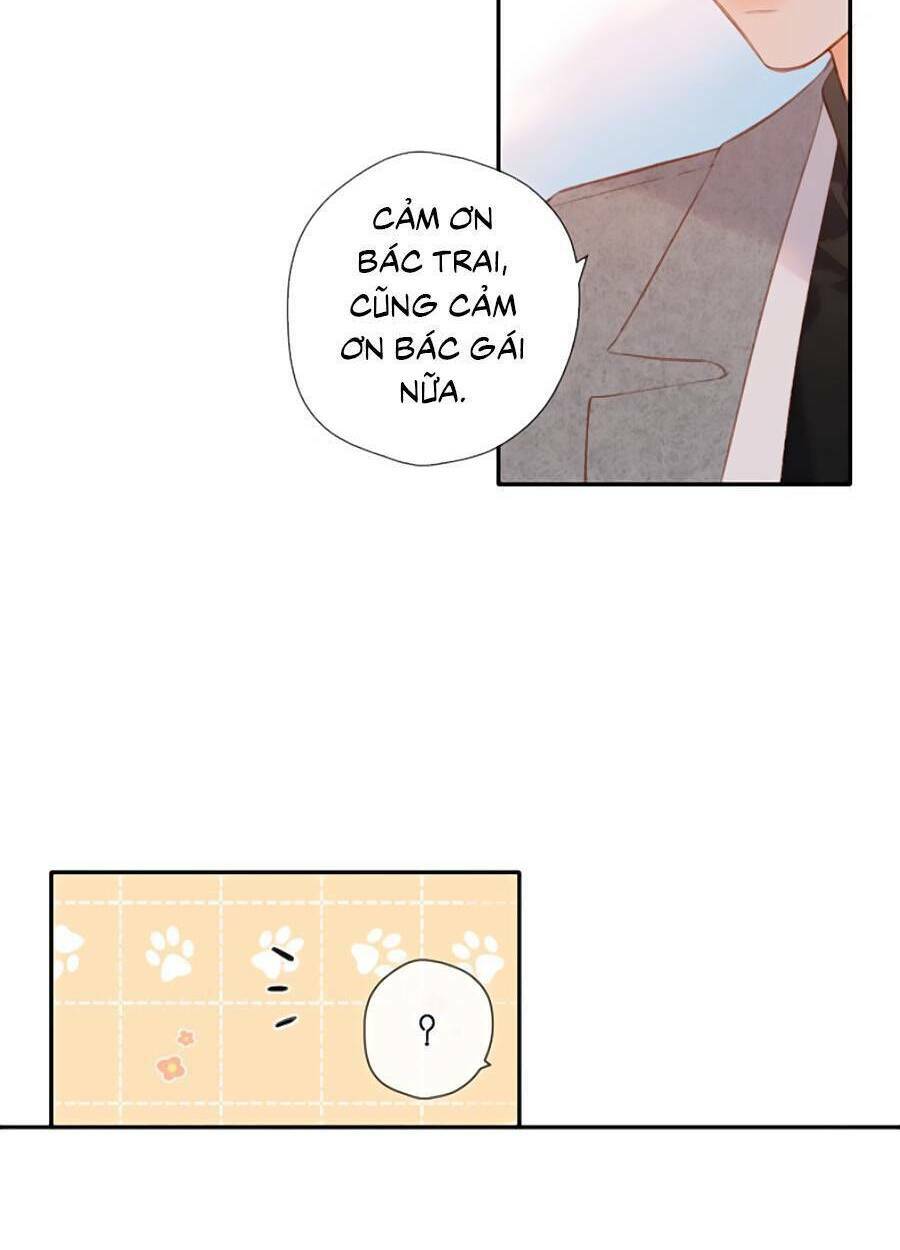 CẢM ƠN
BÁC TRAI,
CŨNG CẢM
ƠN BÁC GÁI
NỮA.
?